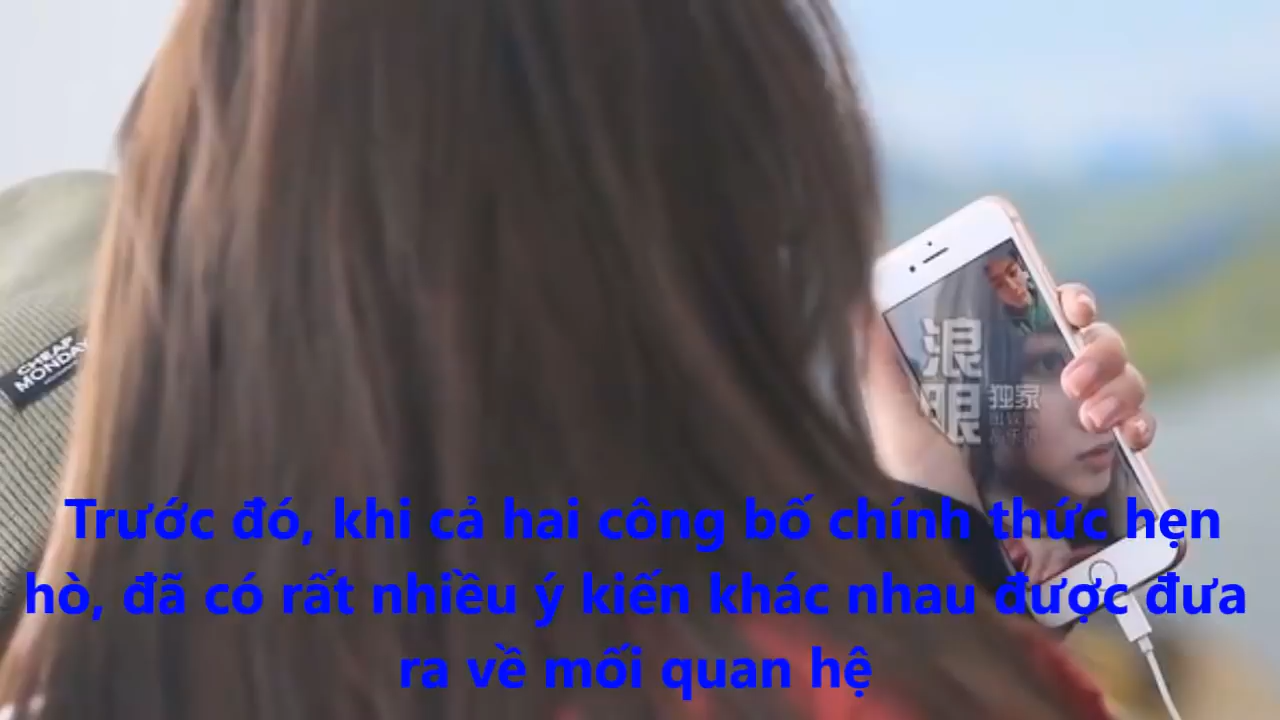 CHEAP
MONDAY
浪
眼
独家
Trước đó, khi cả hai công bố chính thức hẹn
hò, đã có rất nhiều ý kiến khác nhau được đưa
ra về mối quan hệ